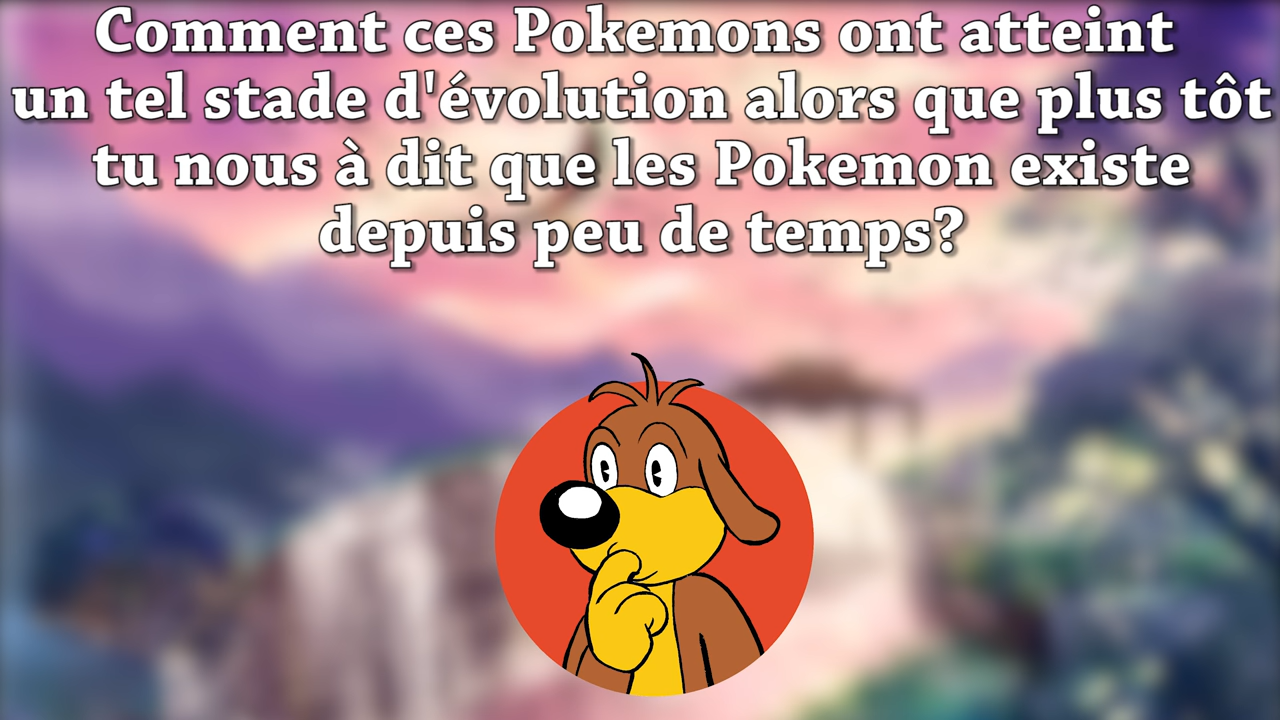 Comment ces Pokemons ont atteint
un tel stade d'évolution alors que plus tôt
tu nous à dit que les Pokemon existe
depuis peu de temps?